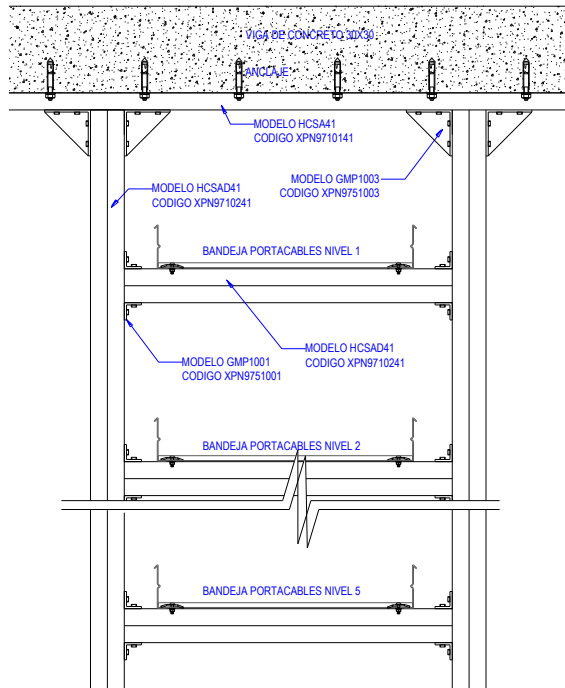 VIGA DE CONCRETO 30X30
ANCLAJE
MODELO HCSA41
CODIGO XPN9710141
MODELO GMP1003
CODIGO XPN9751003
MODELO HCSAD41
CODIGO XPN9710241
BANDEJA PORTACABLES NIVEL 1
MODELO HCSAD41
CODIGO XPN9710241
MODELO GMP1001
CODIGO XPN9751001
BANDEJA PORTACABLES NIVEL 2
BANDEJA PORTACABLES NIVEL 5